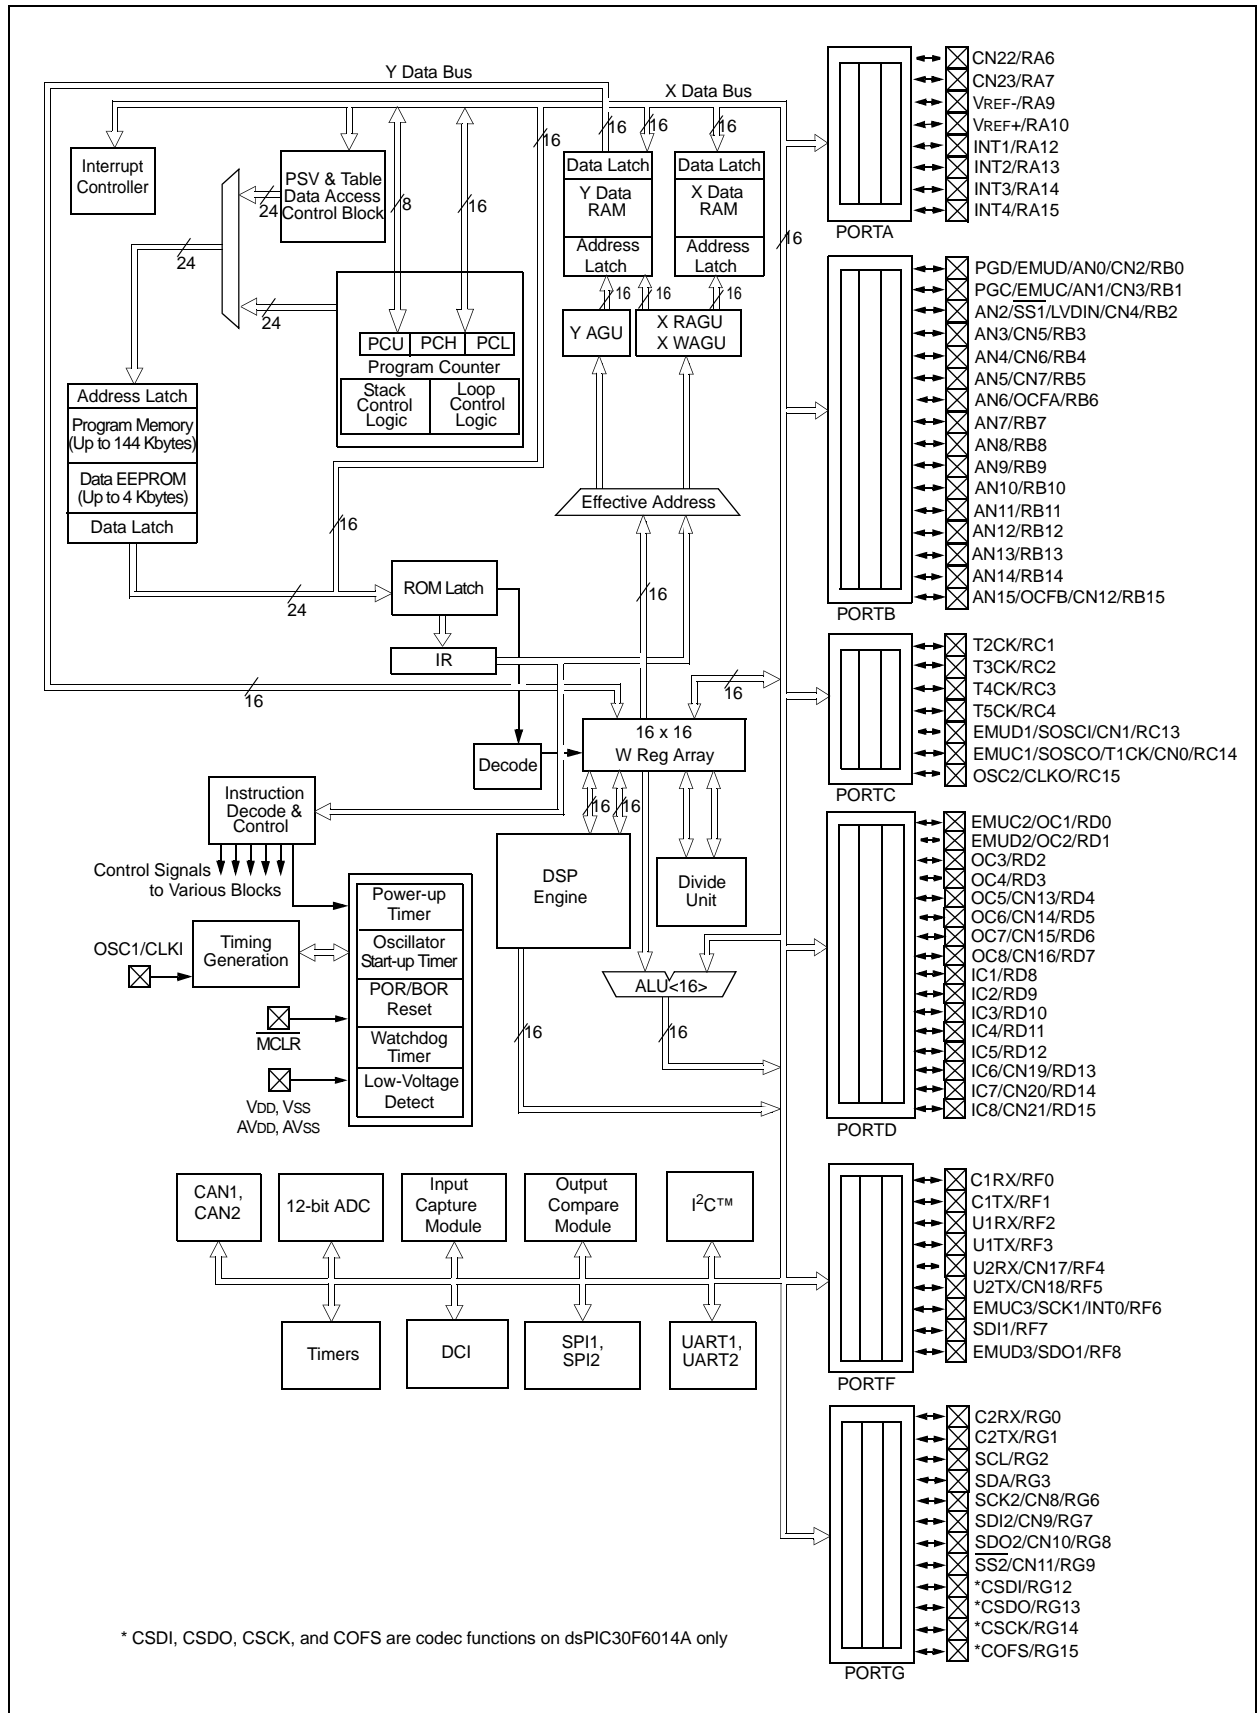 Y Data Bus
X Data Bus
16
16
16
16
Interrupt
Controller
PSV & Table
Data Access
Control Block
24
24
24
8
16
Data Latch
Y Data
RAM
Address
Latch
Data Latch
X Data
RAM
Address
Latch
16
16
16
16
Y AGU
X RAGU
X WAGU
PCU
PCH
PCL
Program Counter
Stack
Control
Logic
Loop
Control
Logic
Address Latch
Program Memory
(Up to 144 Kbytes)
Data EEPROM
(Up to 4 Kbytes)
Data Latch
16
24
Effective Address
16
ROM Latch
IR
16
16
16 x 16
W Reg Array
Decode
Instruction
Decode &
Control
Control Signals
to Various Blocks
16
16
DSP
Engine
Divide
Unit
Power-up
Timer
Oscillator
Start-up Timer
POR/BOR
Reset
Watchdog
Timer
Low-Voltage
Detect
OSC1/CLKI
Timing
Generation
MCLR
VDD, VSS
AVDD, AVSS
ALU<16>
16
16
CAN1,
CAN2
12-bit ADC
Input
Capture
Module
Output
Compare
Module
I²C™
Timers
DCI
SPI1,
SPI2
UART1,
UART2
CN22/RA6
CN23/RA7
VREF-/RA9
VREF+/RA10
INT1/RA12
INT2/RA13
INT3/RA14
INT4/RA15
PORTA
PGD/EMUD/AN0/CN2/RB0
PGC/EMUC/AN1/CN3/RB1
AN2/SS1/LVDIN/CN4/RB2
AN3/CN5/RB3
AN4/CN6/RB4
AN5/CN7/RB5
AN6/OCFA/RB6
AN7/RB7
AN8/RB8
AN9/RB9
AN10/RB10
AN11/RB11
AN12/RB12
AN13/RB13
AN14/RB14
AN15/OCFB/CN12/RB15
PORTB
T2CK/RC1
T3CK/RC2
T4CK/RC3
T5CK/RC4
EMUD1/SOSCI/CN1/RC13
EMUC1/SOSCO/T1CK/CN0/RC14
OSC2/CLKO/RC15
PORTC
EMUC2/OC1/RD0
EMUD2/OC2/RD1
OC3/RD2
OC4/RD3
OC5/CN13/RD4
OC6/CN14/RD5
OC7/CN15/RD6
OC8/CN16/RD7
IC1/RD8
IC2/RD9
IC3/RD10
IC4/RD11
IC5/RD12
IC6/CN19/RD13
IC7/CN20/RD14
IC8/CN21/RD15
PORTD
C1RX/RF0
C1TX/RF1
U1RX/RF2
U1TX/RF3
U2RX/CN17/RF4
U2TX/CN18/RF5
EMUC3/SCK1/INT0/RF6
SDI1/RF7
EMUD3/SDO1/RF8
PORTF
C2RX/RG0
C2TX/RG1
SCL/RG2
SDA/RG3
SCK2/CN8/RG6
SDI2/CN9/RG7
SDO2/CN10/RG8
SS2/CN11/RG9
*CSDI/RG12
*CSDO/RG13
*CSCK/RG14
*COFS/RG15
PORTG
16
* CSDI, CSDO, CSCK, and COFS are codec functions on dsPIC30F6014A only